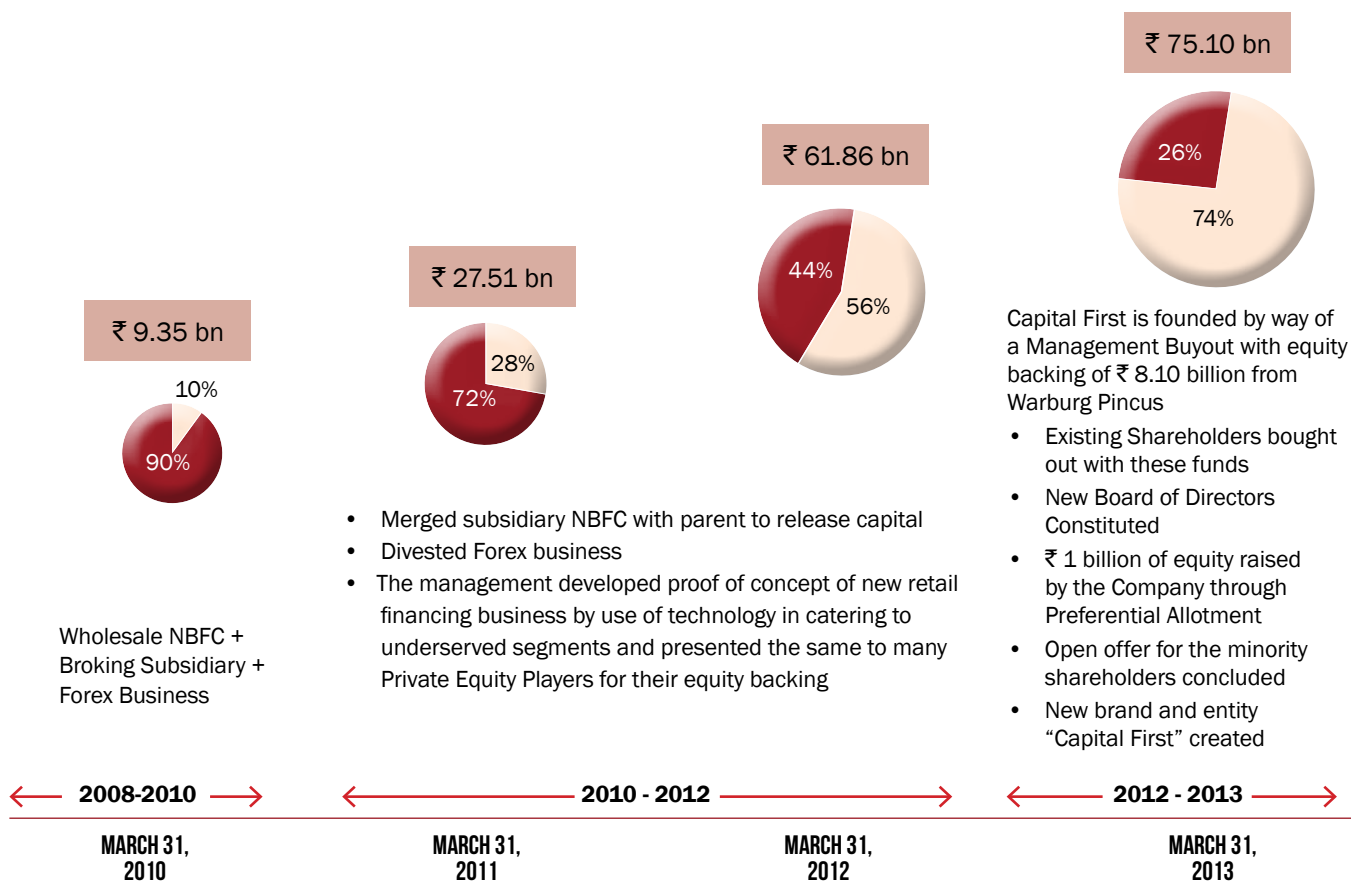 ₹ 9.35 bn
10%
90%
Wholesale NBFC +
Broking Subsidiary +
Forex Business
₹ 27.51 bn
28%
72%
₹ 61.86 bn
44%
56%
• Merged subsidiary NBFC with parent to release capital
• Divested Forex business
• The management developed proof of concept of new retail
financing business by use of technology in catering to
underserved segments and presented the same to many
Private Equity Players for their equity backing
₹ 75.10 bn
26%
74%
Capital First is founded by way of
a Management Buyout with equity
backing of ₹ 8.10 billion from
Warburg Pincus
• Existing Shareholders bought
out with these funds
• New Board of Directors
Constituted
• ₹ 1 billion of equity raised
by the Company through
Preferential Allotment
• Open offer for the minority
shareholders concluded
• New brand and entity
“Capital First” created
2008-2010
2010 - 2012
2012 - 2013
MARCH 31,
2010
MARCH 31,
2011
MARCH 31,
2012
MARCH 31,
2013